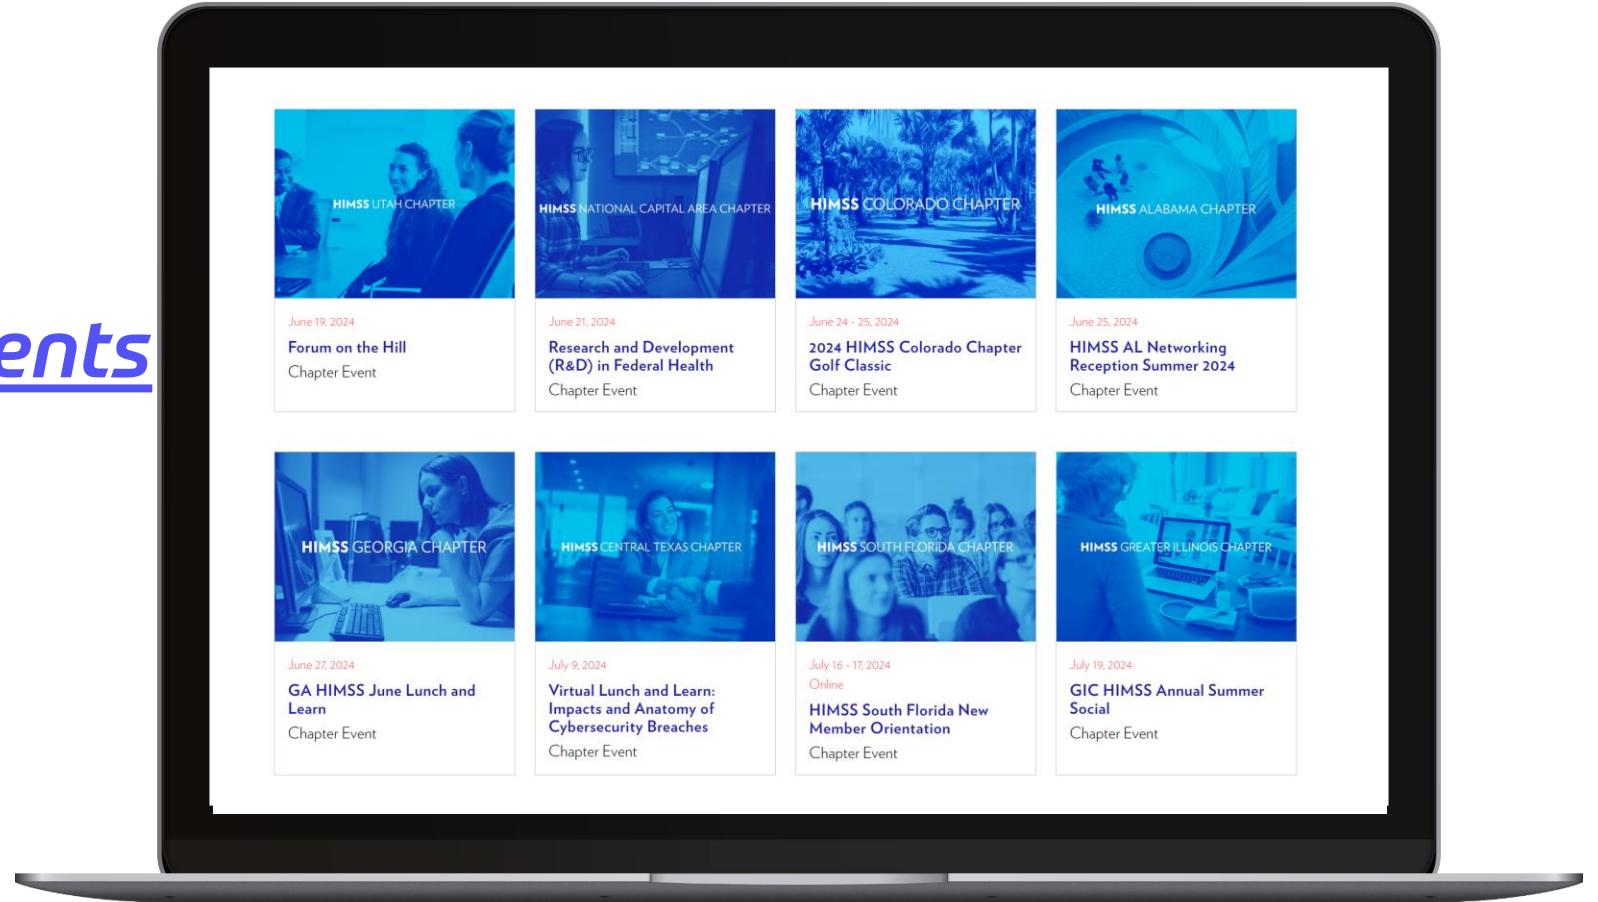 ents
HIMSS UTAH CHAPTER
June 19, 2024
Forum on the Hill
Chapter Event
HIMSS NATIONAL CAPITAL AREA CHAPTER
June 21, 2024
Research and Development
(R&D) in Federal Health
Chapter Event
HIMSS COLORADO CHAPTER
June 24 - 25, 2024
2024 HIMSS Colorado Chapter
Golf Classic
Chapter Event
HIMSS ALABAMA CHAPTER
June 25, 2024
HIMSS AL Networking
Reception Summer 2024
Chapter Event
HIMSS GEORGIA CHAPTER
June 27, 2024
GA HIMSS June Lunch and
Learn
Chapter Event
HIMSS CENTRAL TEXAS CHAPTER
July 9, 2024
Virtual Lunch and Learn:
Impacts and Anatomy of
Cybersecurity Breaches
Chapter Event
HIMSS SOUTH FLORIDA CHAPTER
July 16 - 17, 2024
Online
HIMSS South Florida New
Member Orientation
Chapter Event
HIMSS GREATER ILLINOIS CHAPTER
July 19, 2024
GIC HIMSS Annual Summer
Social
Chapter Event